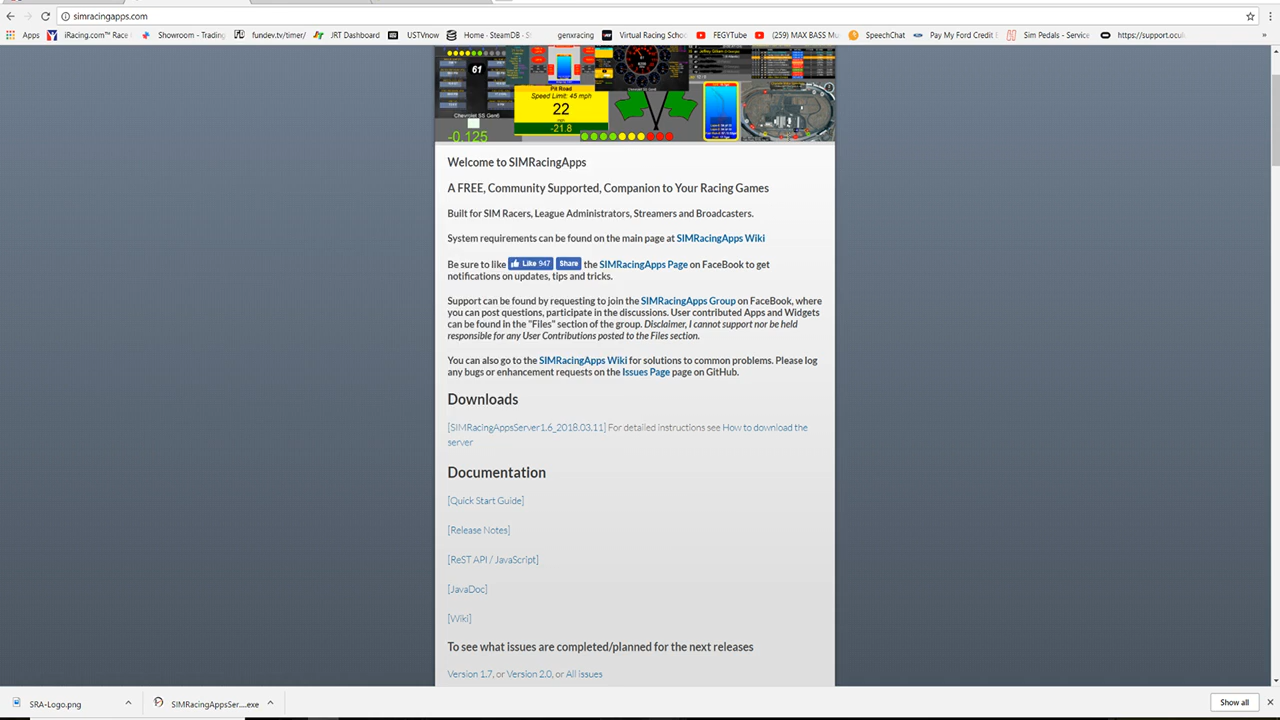 simracingapps.com
Apps iRacing.com™ Race Showroom - Trading fundev.tv/timer/ JRT Dashboard USTVnow Home - SteamDB genxracing Virtual Racing Schoo FEGYTube (259) MAX BASS Mu SpeechChat Pay My Ford Credit Sim Pedals - Service https://support.ocul »
61
Pit Road
Speed Limit: 45 mph
22
mph
-21.8
Chevrolet SS Gen6
-0.125
Welcome to SIMRacingApps
A FREE, Community Supported, Companion to Your Racing Games
Built for SIM Racers, League Administrators, Streamers and Broadcasters.
System requirements can be found on the main page at SIMRacingApps Wiki
Be sure to like Like 947 Share the SIMRacingApps Page on FaceBook to get
notifications on updates, tips and tricks.
Support can be found by requesting to join the SIMRacingApps Group on FaceBook, where
you can post questions, participate in the discussions. User contributed Apps and Widgets
can be found in the "Files" section of the group. Disclaimer, I cannot support nor be held
responsible for any User Contributions posted to the Files section.
You can also go to the SIMRacingApps Wiki for solutions to common problems. Please log
any bugs or enhancement requests on the Issues Page page on GitHub.
Downloads
[SIMRacingAppsServer1.6_2018.03.11] For detailed instructions see How to download the
server
Documentation
[Quick Start Guide]
[Release Notes]
[ReST API / JavaScript]
[JavaDoc]
[Wiki]
To see what issues are completed/planned for the next releases
Version 1.7, or Version 2.0, or All Issues
SRA-Logo.png SIMRacingAppsSer....exe Show all